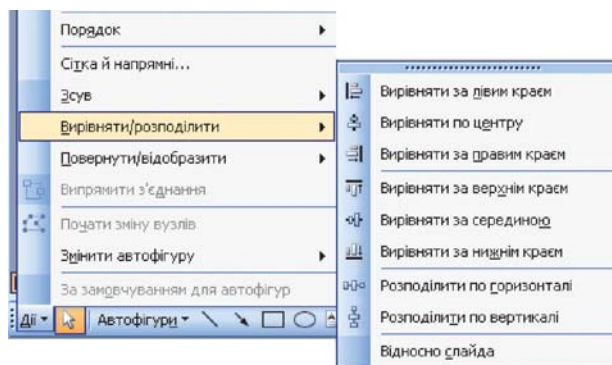 Порядок
Сітка й напрямні...
Зсув
Вирівняти/розподілити
Повернути/відобразити
Випрямити з'єднання
Почати зміну вузлів
Змінити автофігуру
За замовчуванням для автофігур
Дії
Автофігури
Вирівняти за лівим краєм
Вирівняти по центру
Вирівняти за правим краєм
Вирівняти за верхнім краєм
Вирівняти за серединою
Вирівняти за нижнім краєм
Розподілити по горизонталі
Розподілити по вертикалі
Відносно слайда